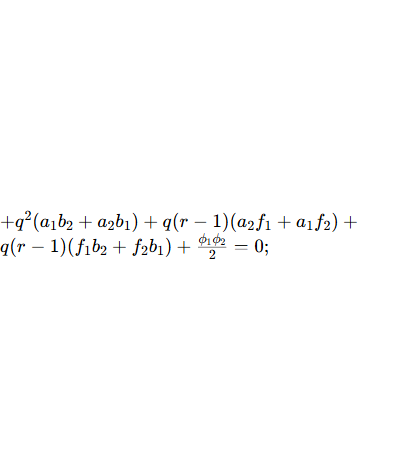 +q²(a₁b₂ + a₂b₁) + q(r − 1)(a₂f₁ + a₁f₂) +
q(r − 1)(f₁b₂ + f₂b₁) + ϕ₁ϕ₂/2 = 0;